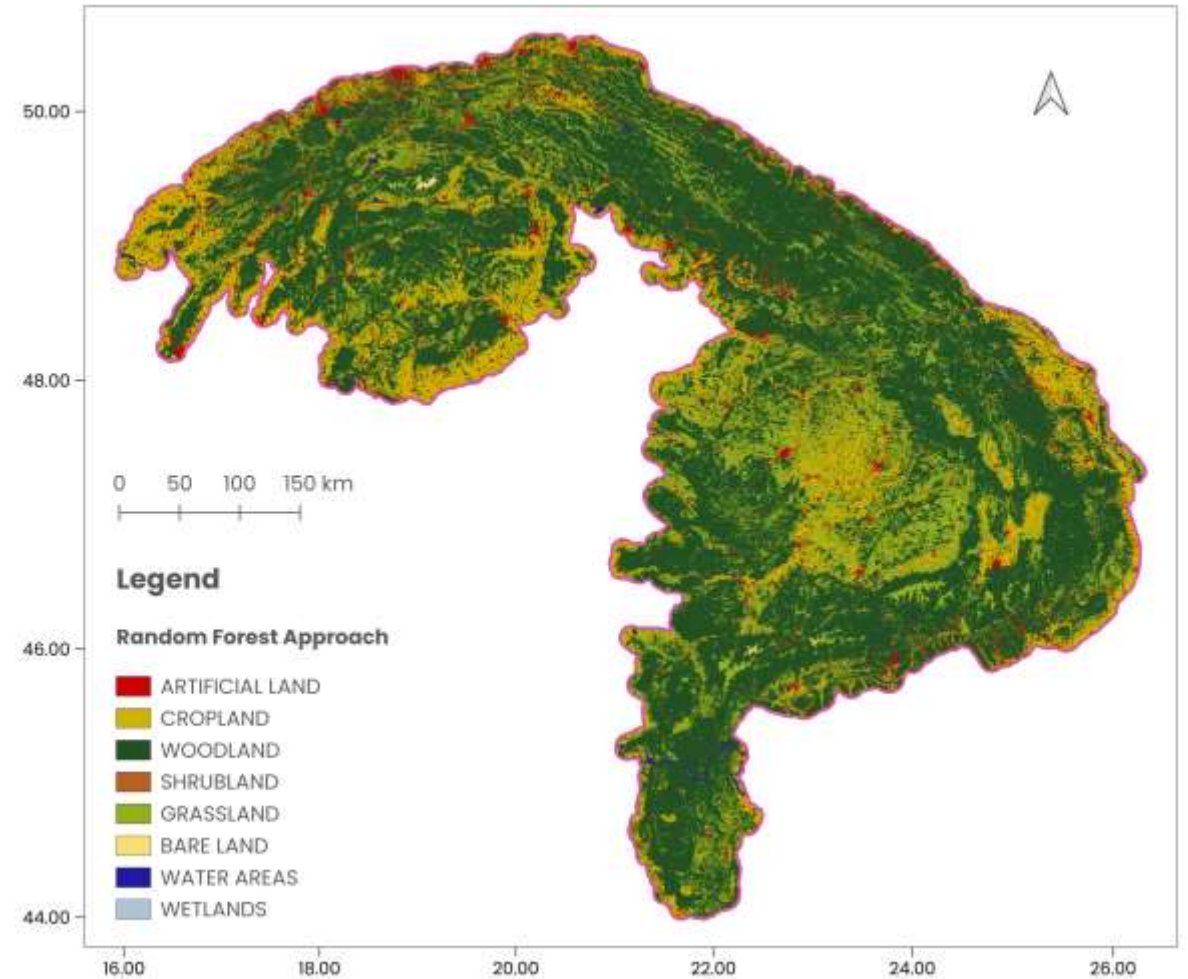 50.00
48.00
46.00
44.00
0 50 100 150 km
Legend
Random Forest Approach
ARTIFICIAL LAND
CROPLAND
WOODLAND
SHRUBLAND
GRASSLAND
BARE LAND
WATER AREAS
WETLANDS
16.00 18.00 20.00 22.00 24.00 26.00